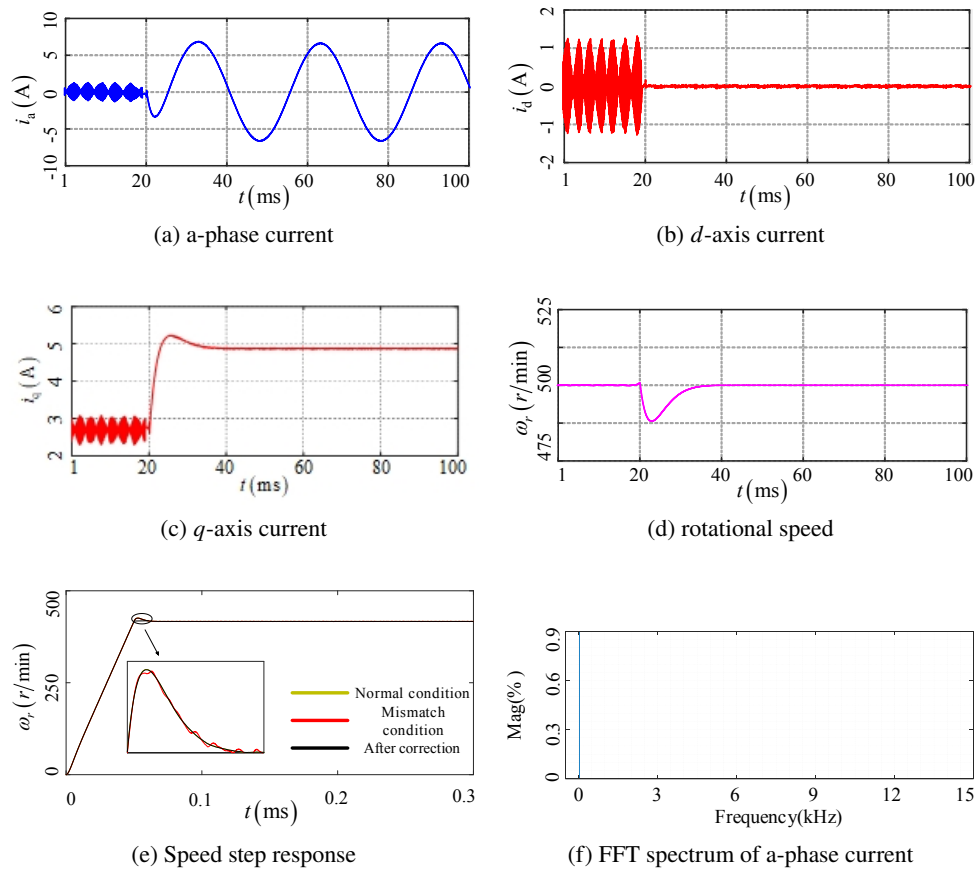 10
5
0
-5
-10
i_a (A)
1 20 40 60 80 100
t (ms)
(a) a-phase current
2
1
0
-1
-2
i_d (A)
1 20 40 60 80 100
t (ms)
(b) d-axis current
6
5
4
3
2
i_q (A)
1 20 40 60 80 100
t (ms)
(c) q-axis current
525
500
475
ω_r (r/min)
1 20 40 60 80 100
t (ms)
(d) rotational speed
500
250
0
ω_r (r/min)
Normal condition
Mismatch
condition
After correction
0 0.1 0.2 0.3
t (ms)
(e) Speed step response
0.9
0.6
0.3
0
Mag(% )
0 3 6 9 12 15
Frequency(kHz)
(f) FFT spectrum of a-phase current